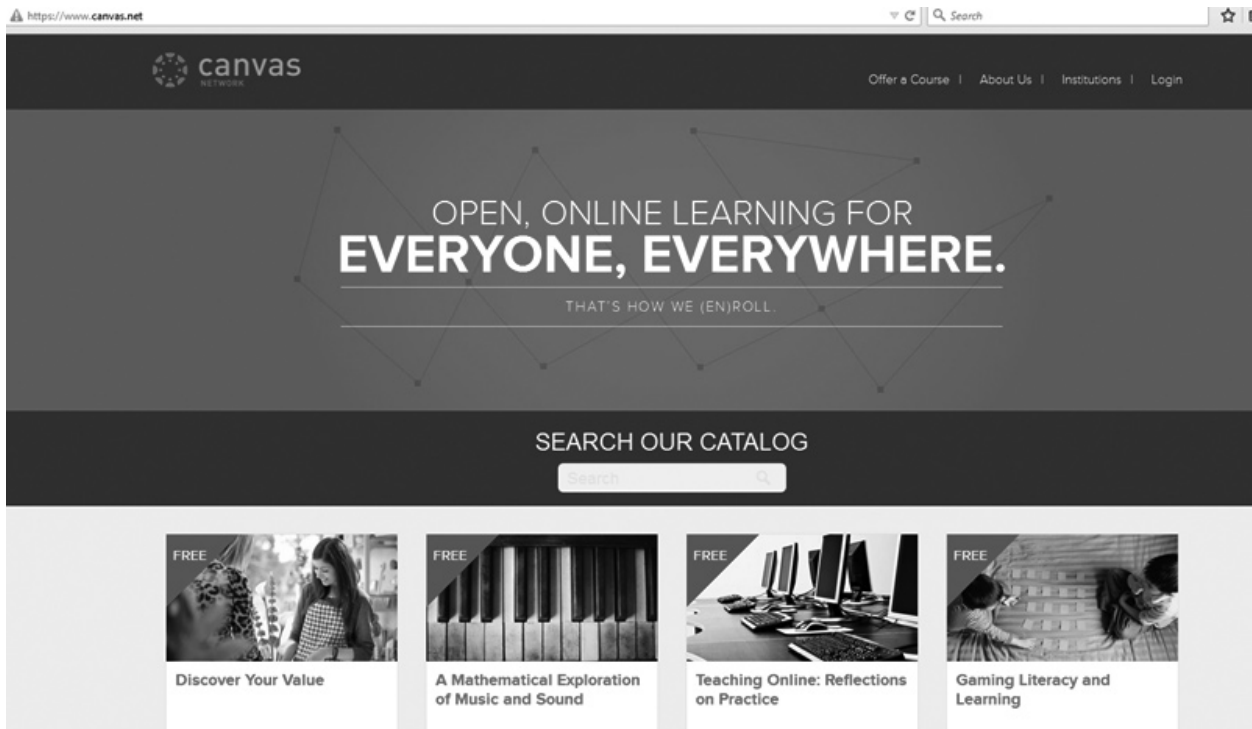 https://www.canvas.net
Search
canvas
NETWORK
Offer a Course | About Us | Institutions | Login
OPEN, ONLINE LEARNING FOR
EVERYONE, EVERYWHERE.
THAT'S HOW WE (EN)ROLL.
SEARCH OUR CATALOG
Search
FREE
FREE
FREE
FREE
Discover Your Value
A Mathematical Exploration
of Music and Sound
Teaching Online: Reflections
on Practice
Gaming Literacy and
Learning